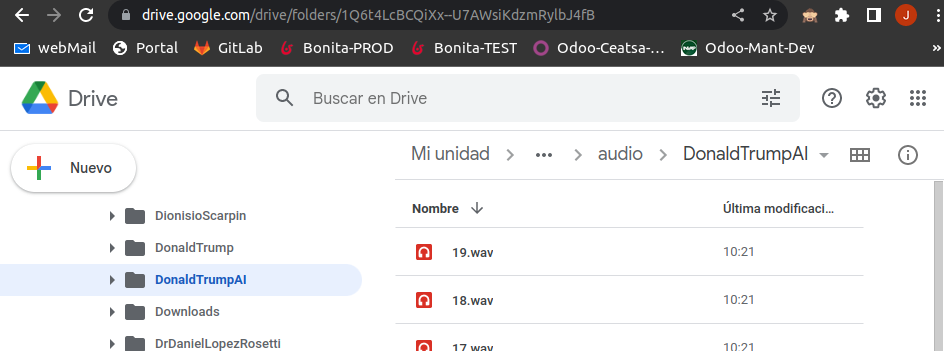 drive.google.com/drive/folders/1Q6t4LcBCQiXx–U7AWsiKdzmRylbJ4fB
J
webMail Portal GitLab Bonita-PROD Bonita-TEST Odoo-Ceatsa-... Odoo-Mant-Dev »
Drive
Buscar en Drive
Nuevo
Mi unidad > ... > audio > DonaldTrumpAI
DionisioScarpin
DonaldTrump
DonaldTrumpAI
Downloads
DrDanielLopezRosetti
Nombre Última modificaci...
19.wav 10:21
18.wav 10:21
17.wav 10:21